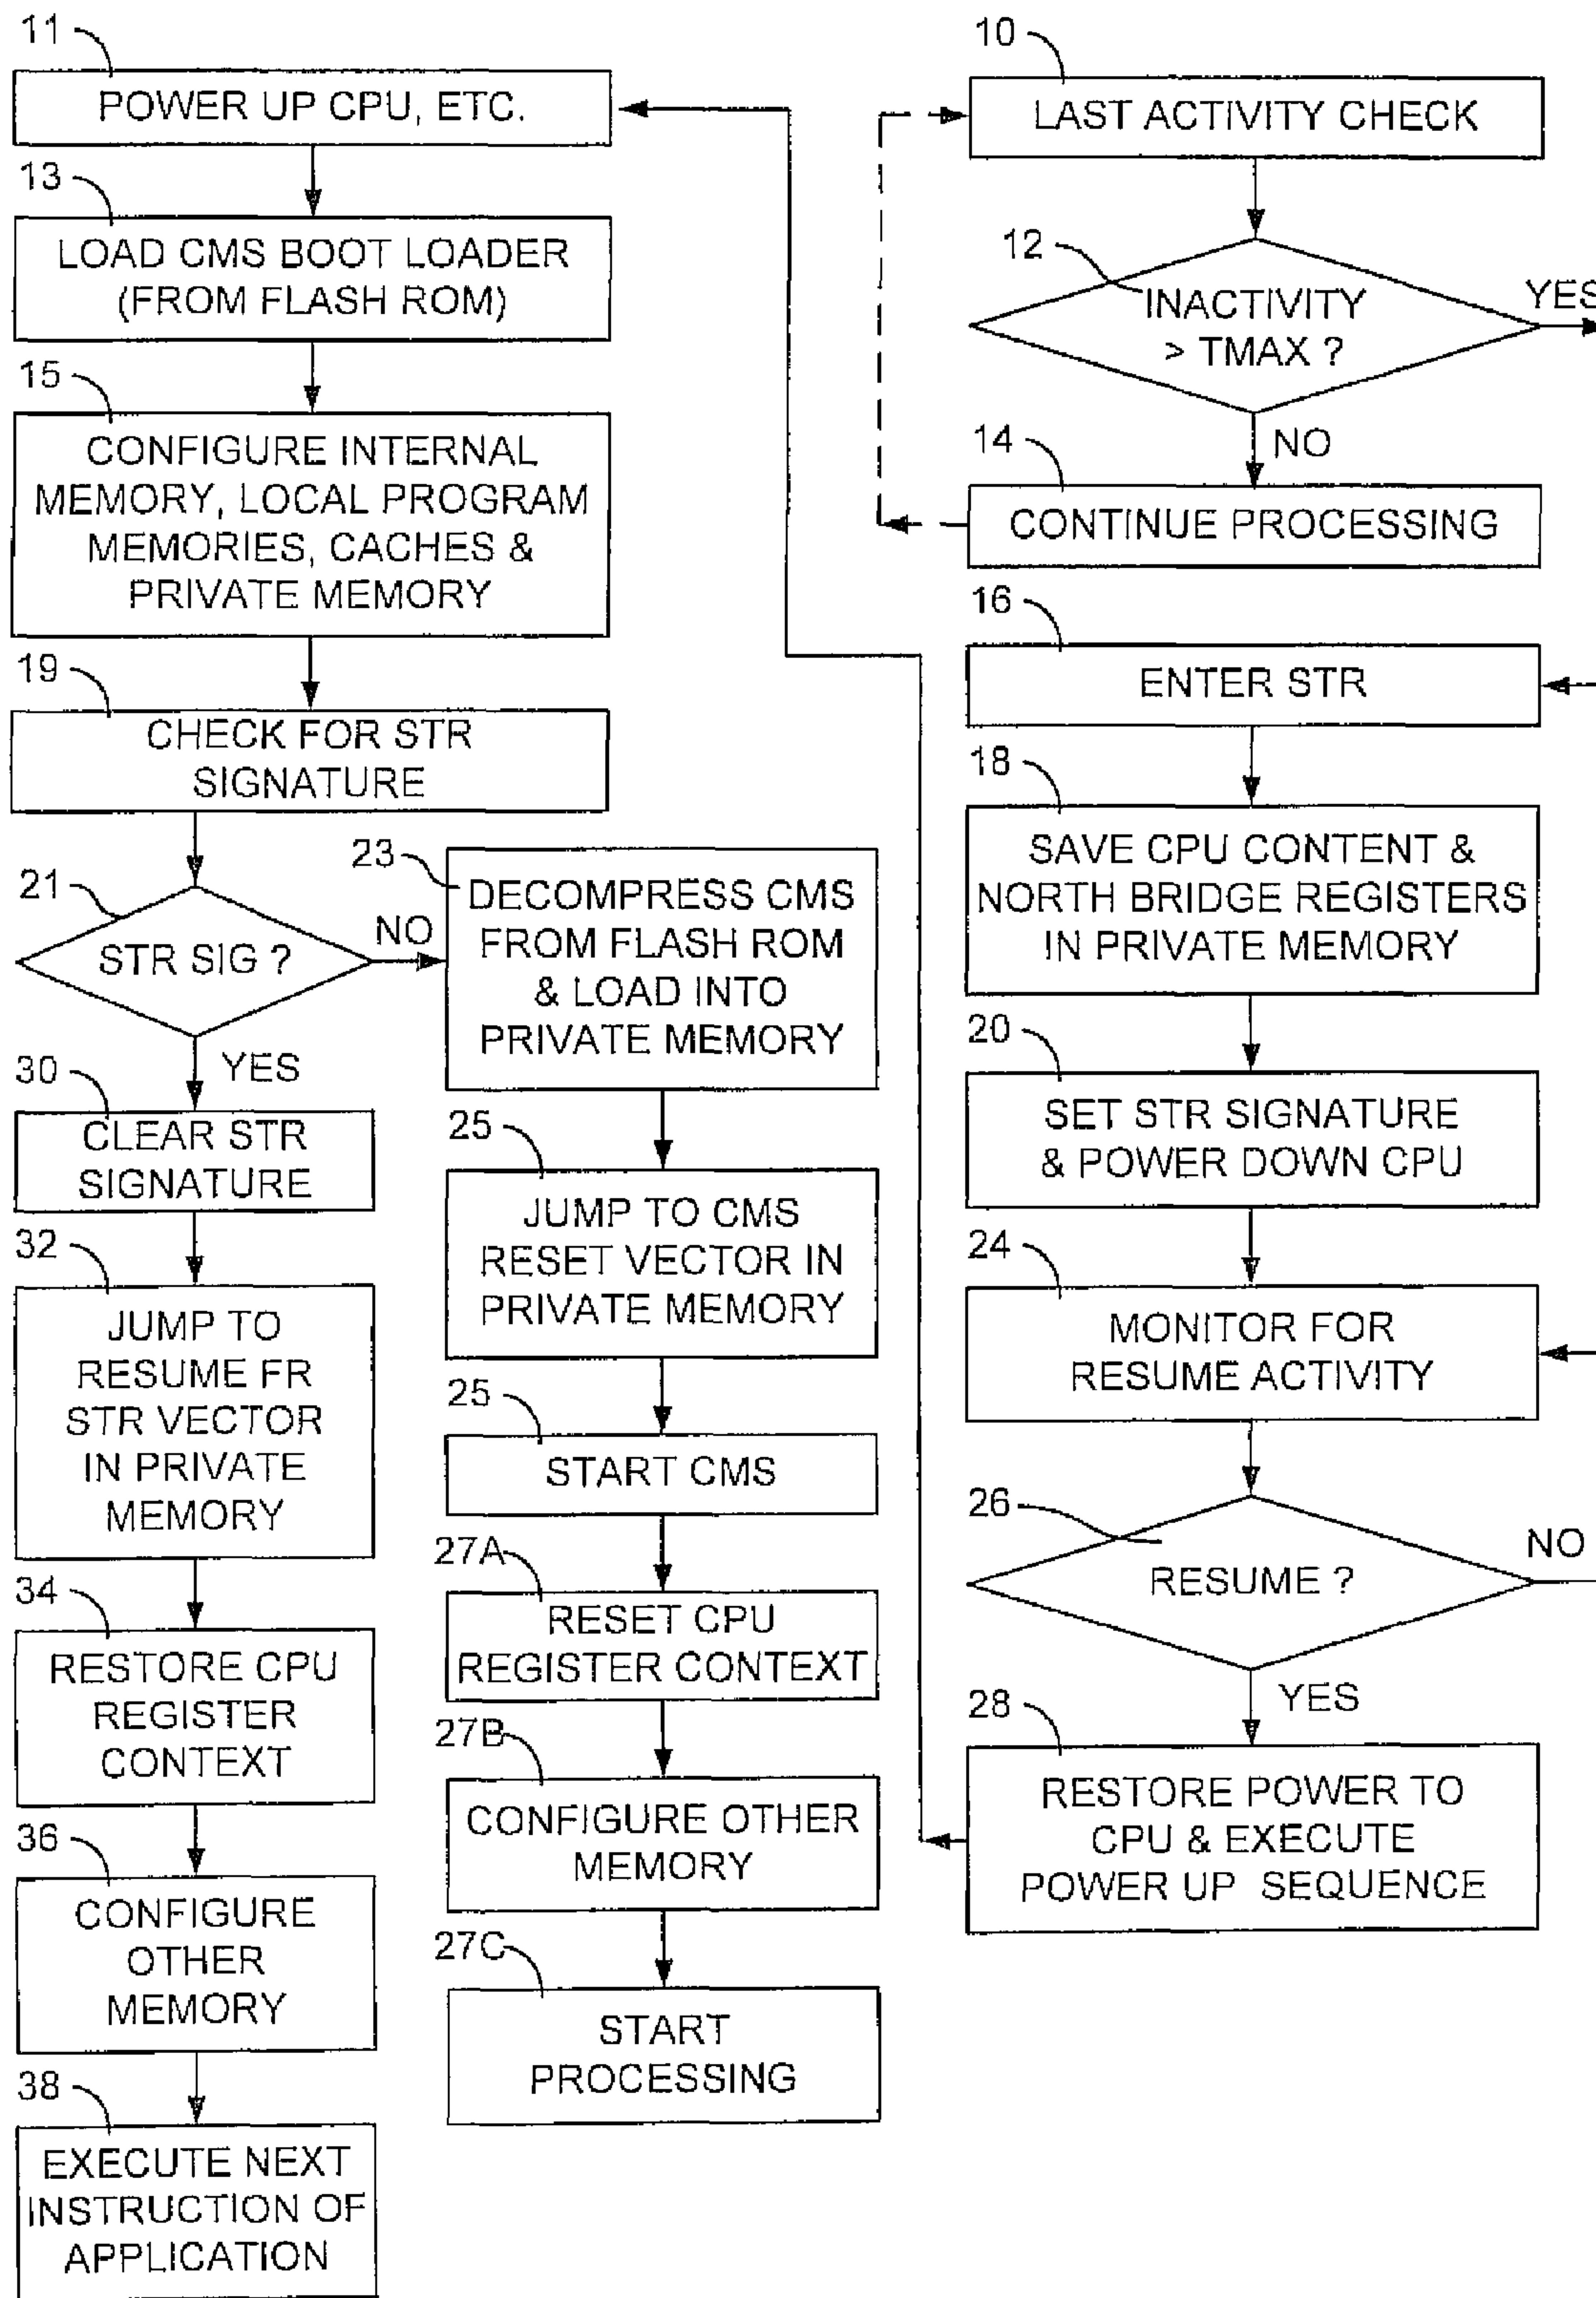 11
POWER UP CPU, ETC.
13
LOAD CMS BOOT LOADER
(FROM FLASH ROM)
15
CONFIGURE INTERNAL
MEMORY, LOCAL PROGRAM
MEMORIES, CACHES &
PRIVATE MEMORY
19
CHECK FOR STR
SIGNATURE
21
STR SIG ?
NO
YES
30
CLEAR STR
SIGNATURE
32
JUMP TO
RESUME FR
STR VECTOR
IN PRIVATE
MEMORY
34
RESTORE CPU
REGISTER
CONTEXT
36
CONFIGURE
OTHER
MEMORY
38
EXECUTE NEXT
INSTRUCTION OF
APPLICATION
23
DECOMPRESS CMS
FROM FLASH ROM
& LOAD INTO
PRIVATE MEMORY
25
JUMP TO CMS
RESET VECTOR IN
PRIVATE MEMORY
25
START CMS
27A
RESET CPU
REGISTER CONTEXT
27B
CONFIGURE OTHER
MEMORY
27C
START
PROCESSING
10
LAST ACTIVITY CHECK
12
INACTIVITY
> TMAX ?
YES
NO
14
CONTINUE PROCESSING
16
ENTER STR
18
SAVE CPU CONTENT &
NORTH BRIDGE REGISTERS
IN PRIVATE MEMORY
20
SET STR SIGNATURE
& POWER DOWN CPU
24
MONITOR FOR
RESUME ACTIVITY
26
RESUME ?
NO
YES
28
RESTORE POWER TO
CPU & EXECUTE
POWER UP SEQUENCE